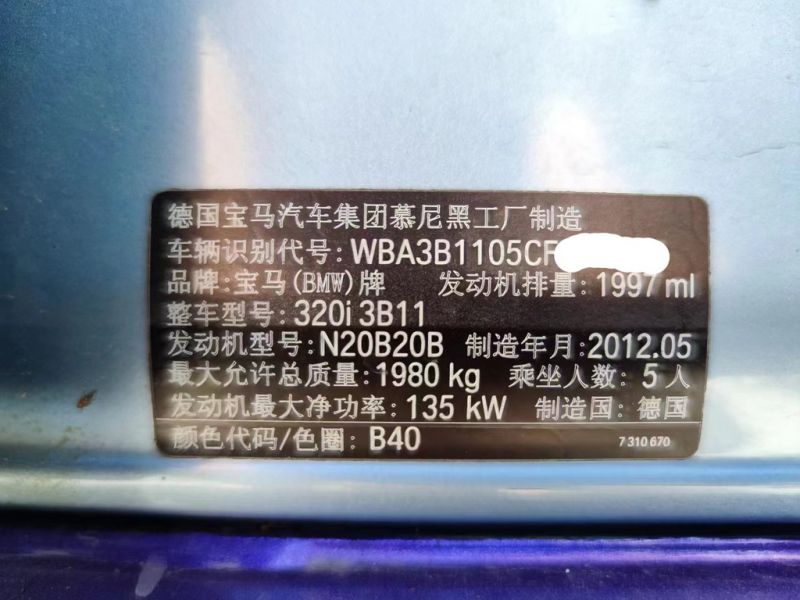 德国宝马汽车集团慕尼黑工厂制造
车辆识别代号: WBA3B1105CF
品牌: 宝马(BMW)牌 发动机排量: 1997 ml
整车型号: 320i 3B11
发动机型号: N20B20B 制造年月: 2012.05
最大允许总质量: 1980 kg 乘坐人数: 5人
发动机最大净功率: 135 kW 制造国: 德国
颜色代码/色圈: B40 7 310 670